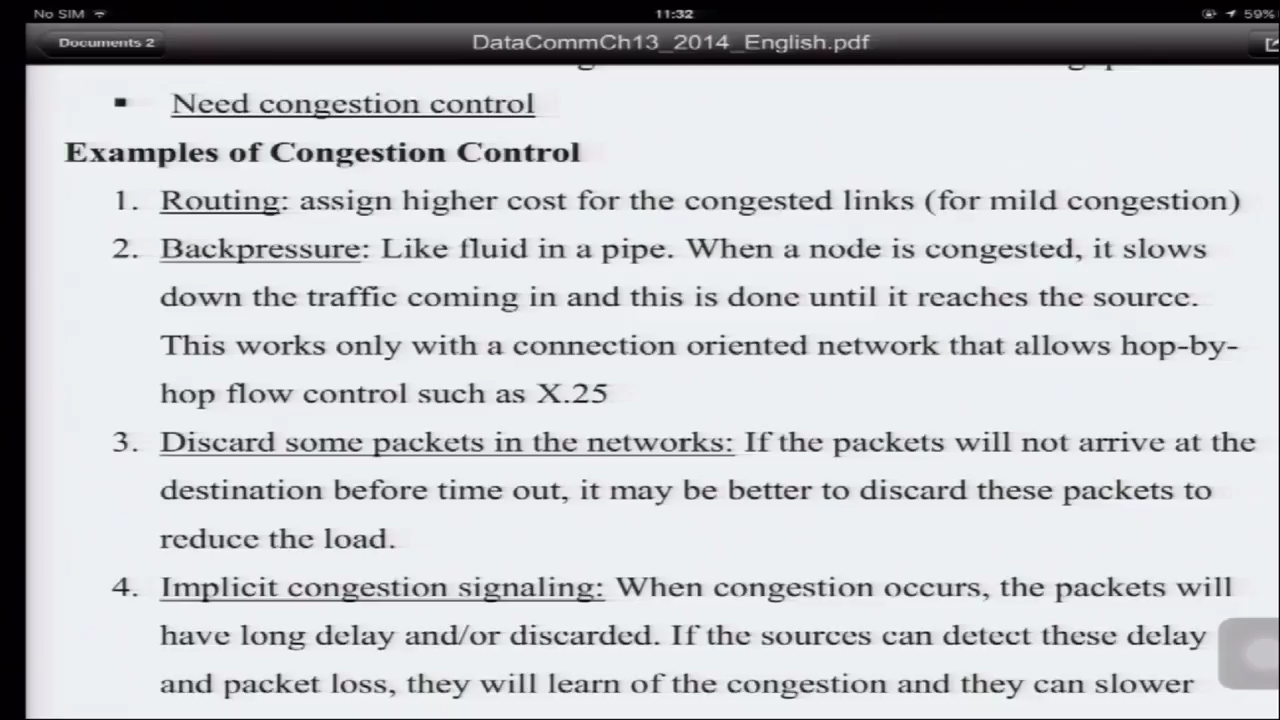 No SIM 11:32 59%
Documents 2 DataCommCh13_2014_English.pdf
▪ Need congestion control
Examples of Congestion Control
1. Routing: assign higher cost for the congested links (for mild congestion)
2. Backpressure: Like fluid in a pipe. When a node is congested, it slows
down the traffic coming in and this is done until it reaches the source.
This works only with a connection oriented network that allows hop-by-
hop flow control such as X.25
3. Discard some packets in the networks: If the packets will not arrive at the
destination before time out, it may be better to discard these packets to
reduce the load.
4. Implicit congestion signaling: When congestion occurs, the packets will
have long delay and/or discarded. If the sources can detect these delay
and packet loss, they will learn of the congestion and they can slower